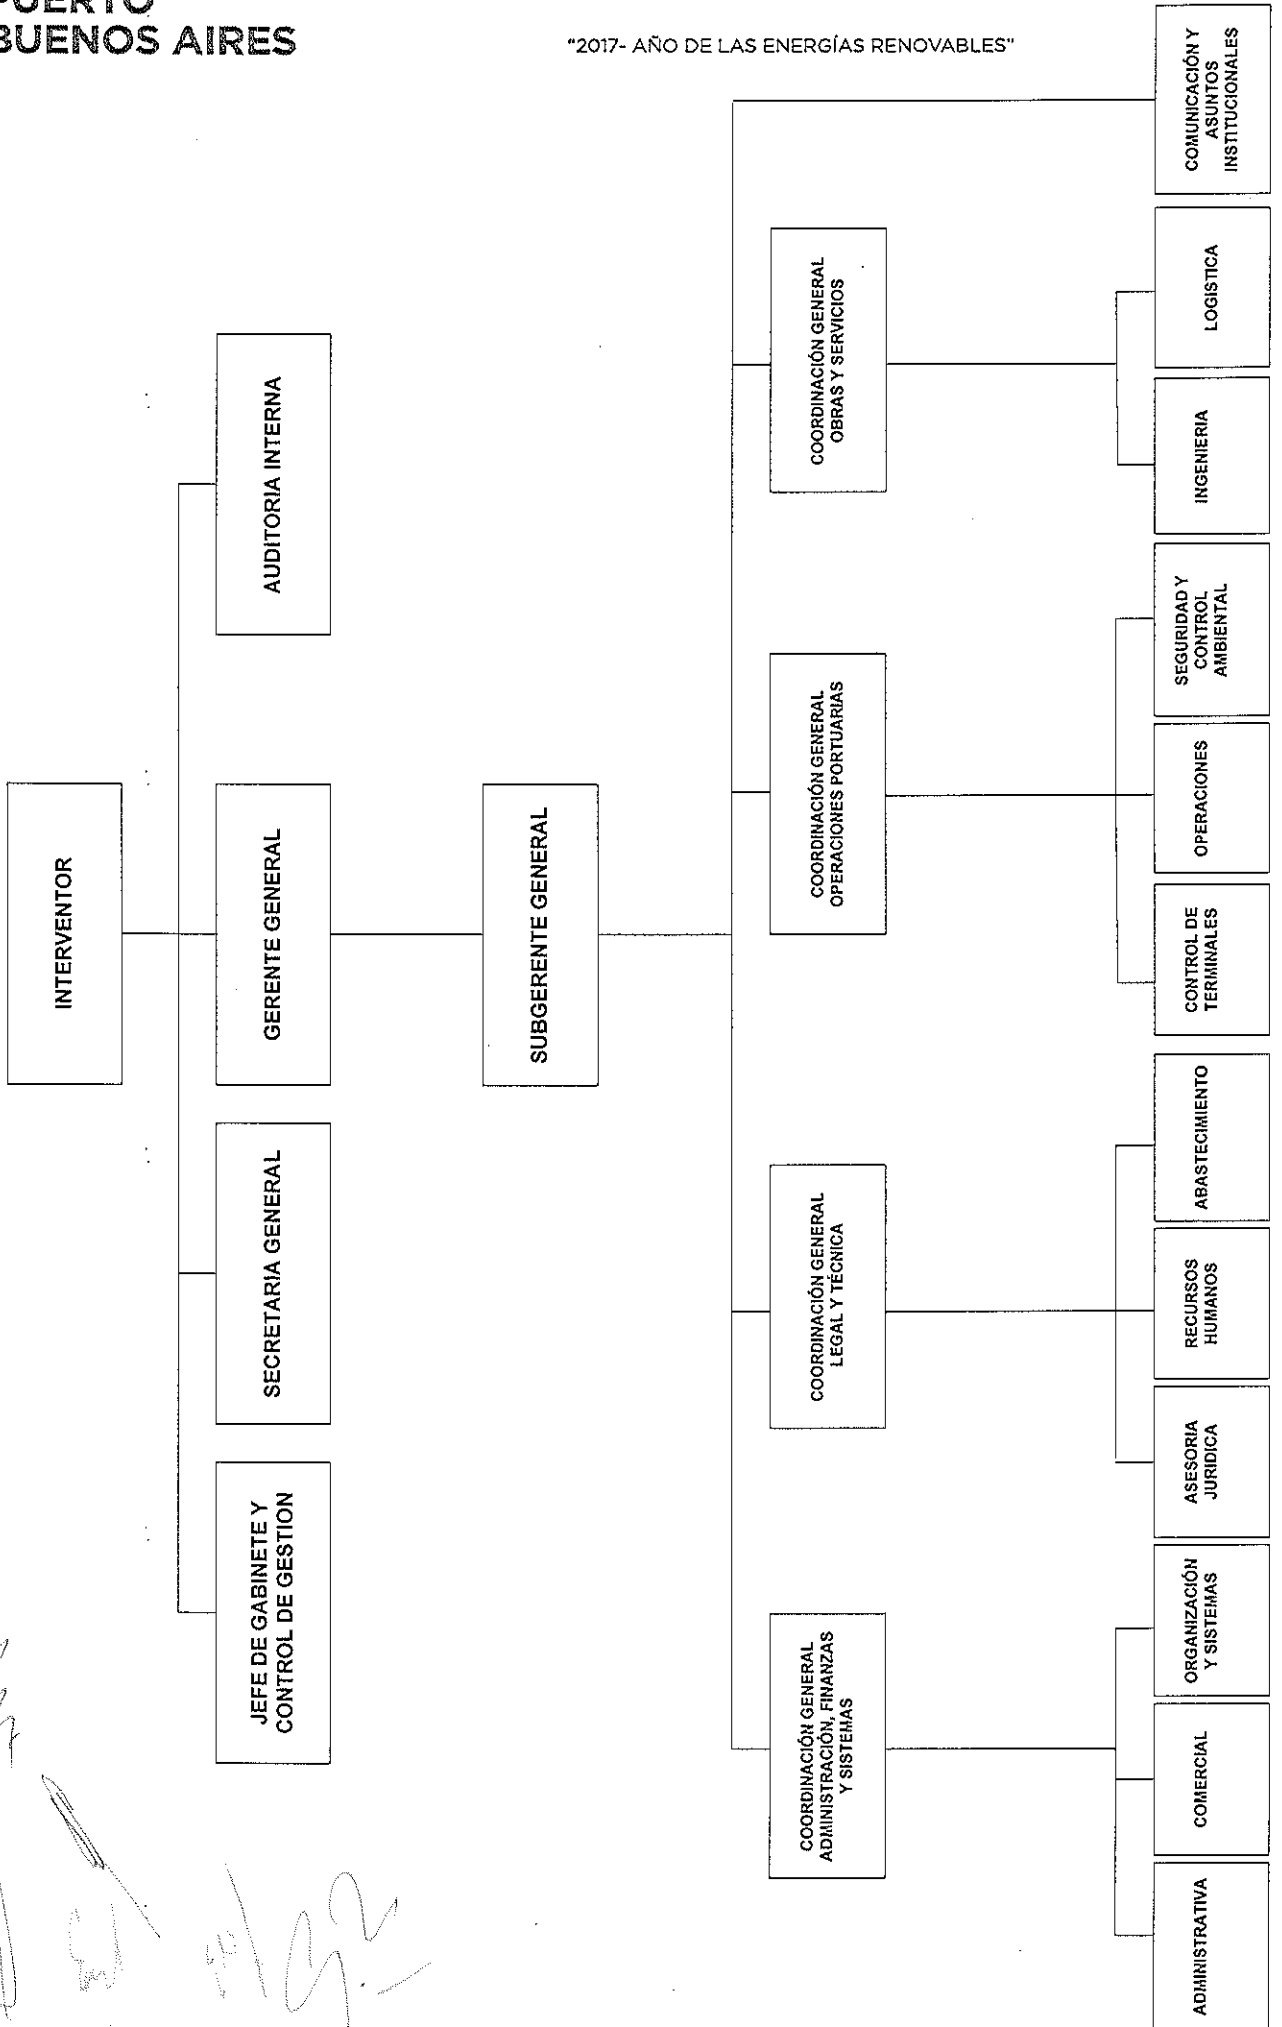 PUERTO
BUENOS AIRES
"2017- AÑO DE LAS ENERGÍAS RENOVABLES"
INTERVENTOR
JEFE DE GABINETE Y
CONTROL DE GESTION
SECRETARIA GENERAL
GERENTE GENERAL
AUDITORIA INTERNA
SUBGERENTE GENERAL
COORDINACIÓN GENERAL
ADMINISTRACIÓN, FINANZAS
Y SISTEMAS
COORDINACIÓN GENERAL
LEGAL Y TÉCNICA
COORDINACIÓN GENERAL
OPERACIONES PORTUARIAS
COORDINACIÓN GENERAL
OBRAS Y SERVICIOS
ADMINISTRATIVA
COMERCIAL
ORGANIZACIÓN
Y SISTEMAS
ASESORIA
JURIDICA
RECURSOS
HUMANOS
ABASTECIMIENTO
CONTROL DE
TERMINALES
OPERACIONES
SEGURIDAD Y
CONTROL
AMBIENTAL
INGENIERIA
LOGISTICA
COMUNICACIÓN Y
ASUNTOS
INSTITUCIONALES